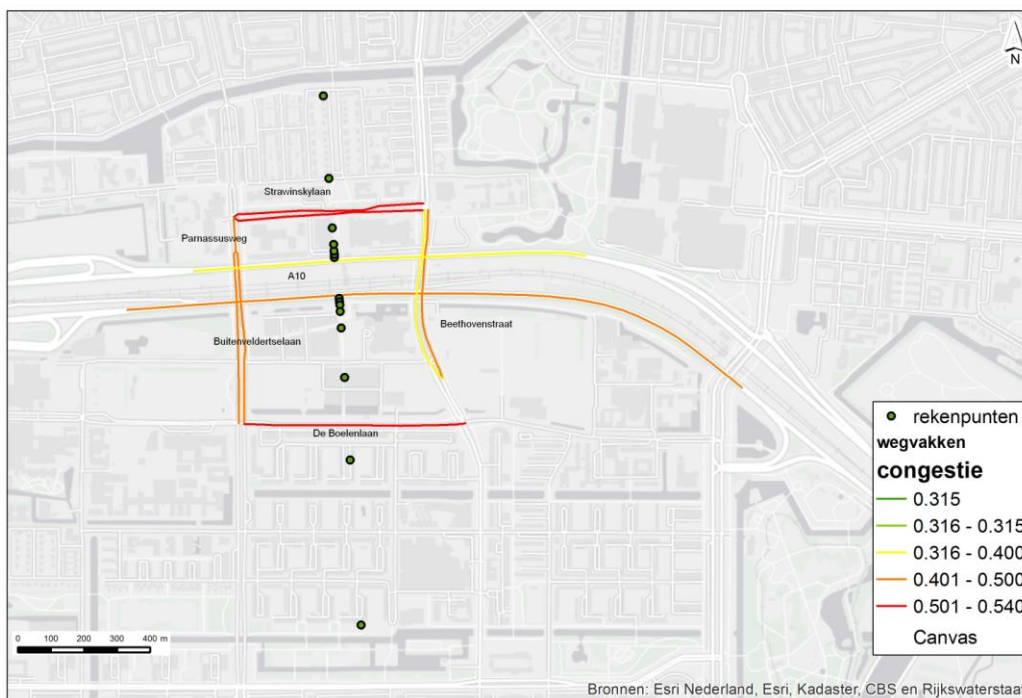 N
Strawinskylaan
Parnassusweg
A10
Buitenveldertselaan
Beethovenstraat
De Boelenlaan
rekenpunten
wegvakken
congestie
0.315
0.316 - 0.315
0.316 - 0.400
0.401 - 0.500
0.501 - 0.540
Canvas
0 100 200 300 400 m
Bronnen: Esri Nederland, Esri, Kadaster, CBS en Rijkswaterstaat